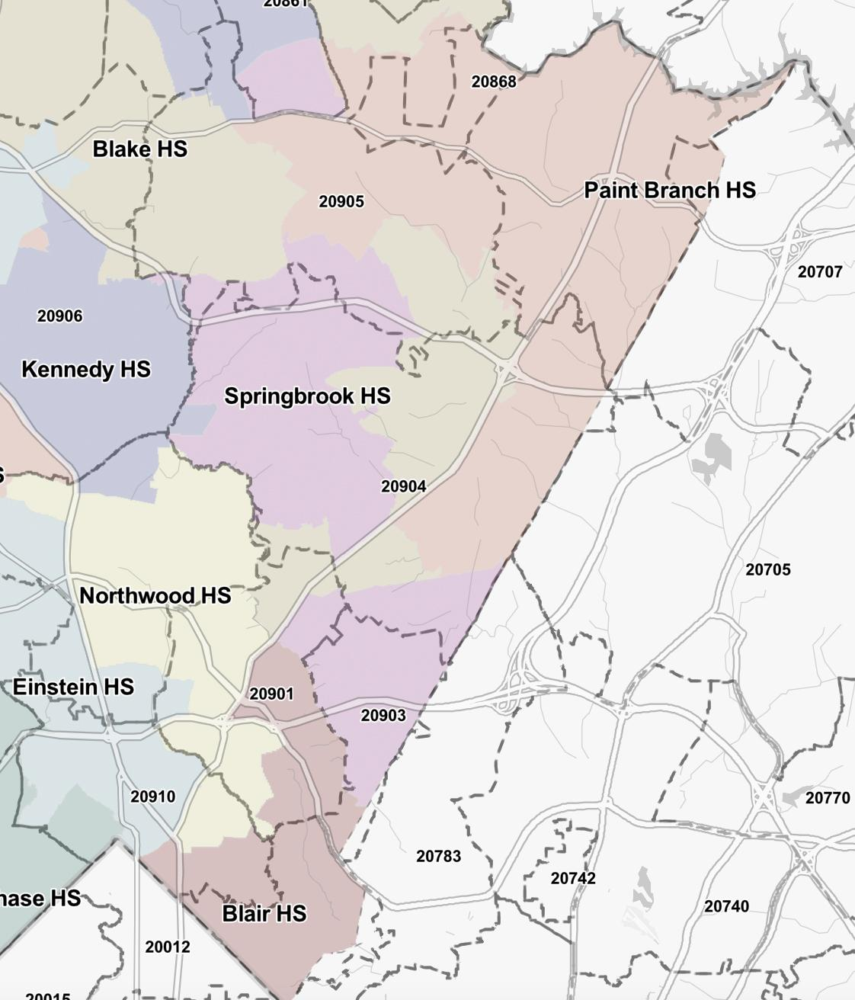 20861
20868
Blake HS
Paint Branch HS
20905
20707
20906
Kennedy HS
Springbrook HS
S
20904
20705
Northwood HS
Einstein HS
20901
20903
20910
20770
20783
20742
hase HS
20740
Blair HS
20012
20015